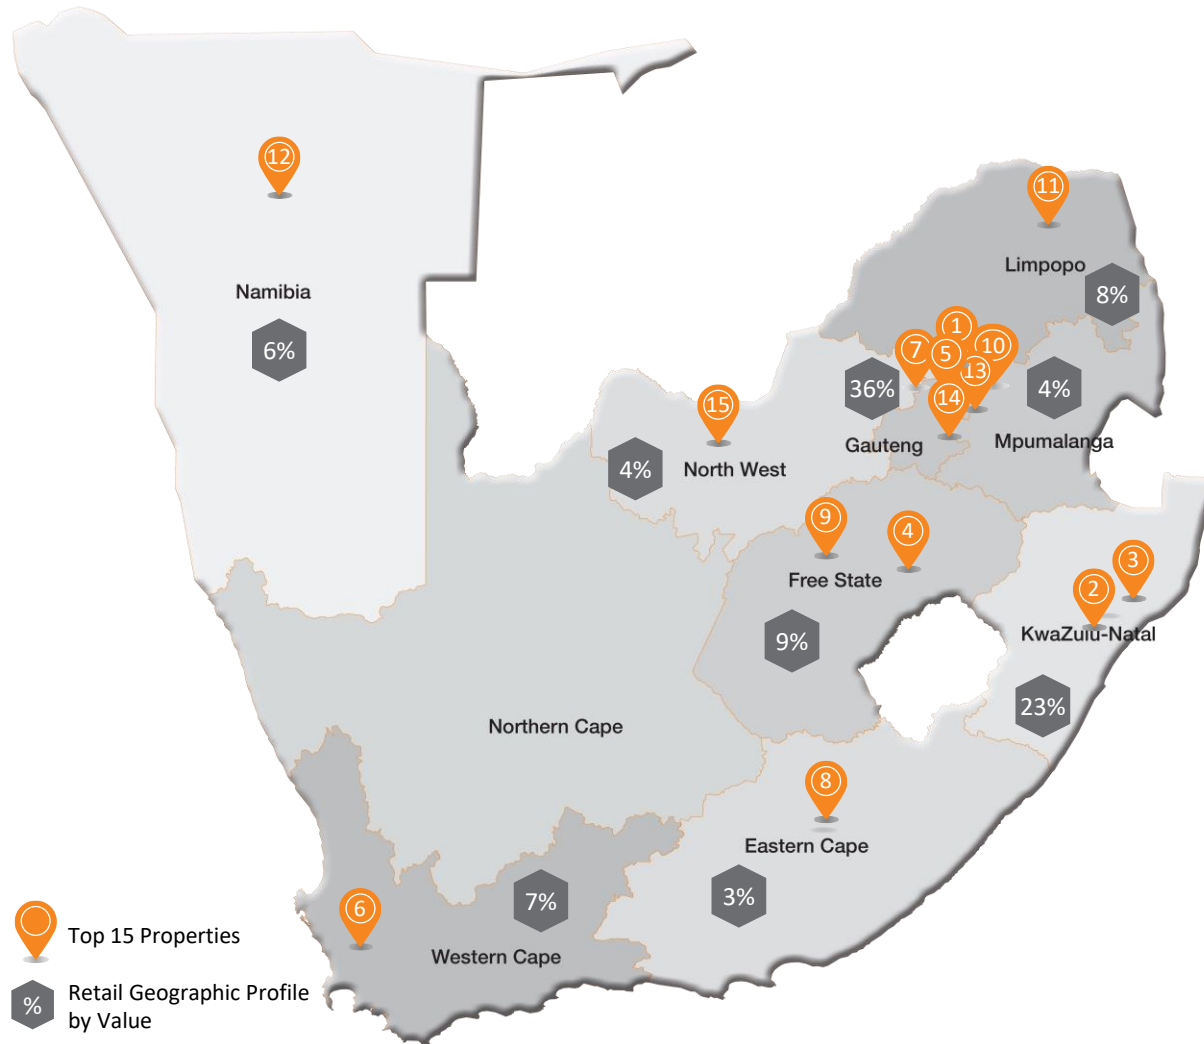 12
11
Limpopo
Namibia
8%
1
7
5
10
6%
13
36%
4%
15
14
Gauteng
Mpumalanga
4%
North West
9
4
3
Free State
2
KwaZulu-Natal
9%
23%
Northern Cape
8
Eastern Cape
7%
3%
6
Top 15 Properties
Western Cape
%
Retail Geographic Profile
by Value